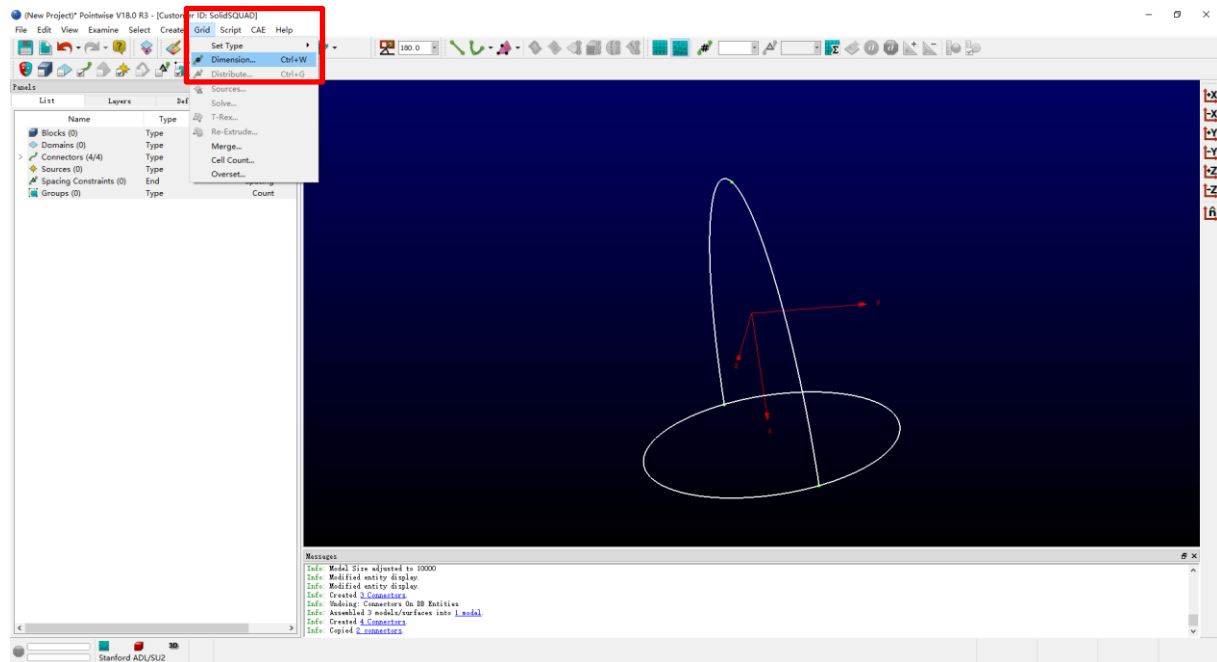 (New Project)* Pointwise V18.0 R3 - [Customer ID: SolidSQUAD]
File Edit View Examine Select Create Grid Script CAE Help
180.0
Set Type
Dimension... Ctrl+W
Distribute... Ctrl+G
Sources...
Solve...
T-Rex...
Re-Extrude...
Merge...
Cell Count...
Overset...
Panels
List Layers Def
Name Type
Blocks (0) Type
Domains (0) Type
Connectors (4/4) Type
Sources (0) Type
Spacing Constraints (0) End Spacing
Groups (0) Type Count
+X
-X
+Y
-Y
+Z
-Z
n̂
y
z
x
Messages
Info: Model Size adjusted to 10000
Info: Modified entity display.
Info: Modified entity display.
Info: Created 3 Connectors.
Info: Undoing: Connectors On DB Entities
Info: Assembled 3 models/surfaces into 1 model.
Info: Created 4 Connectors.
Info: Copied 2 connectors.
3D
Stanford ADL/SU2